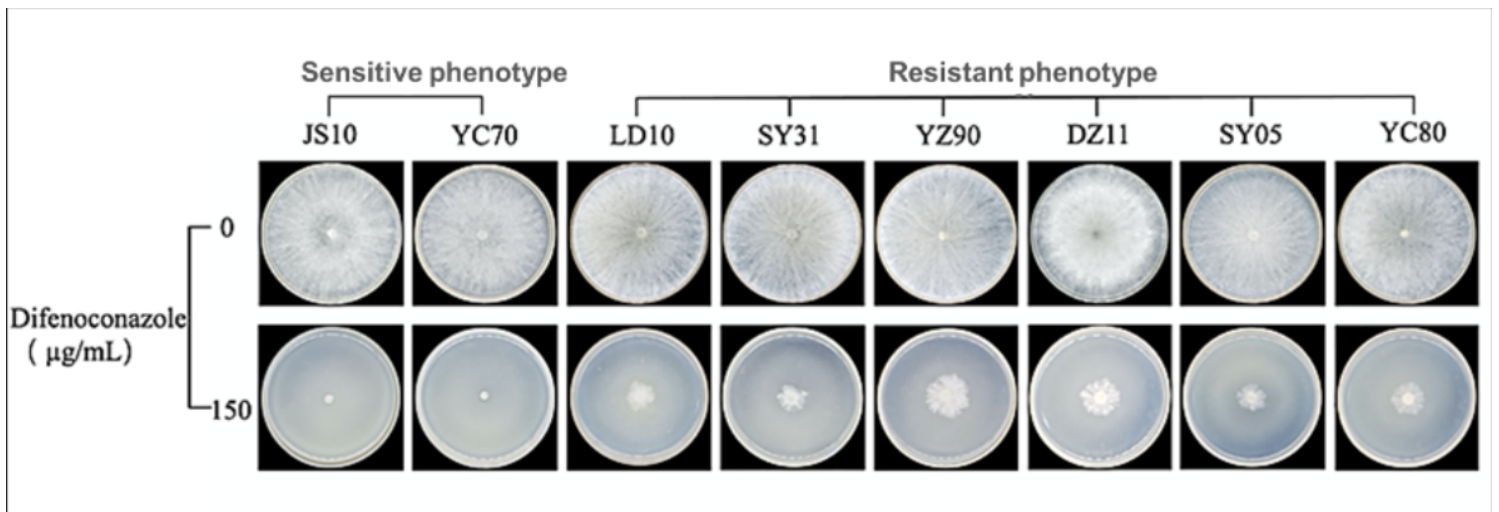 Sensitive phenotype
Resistant phenotype
JS10
YC70
LD10
SY31
YZ90
DZ11
SY05
YC80
0
Difenoconazole
( μg/mL)
150